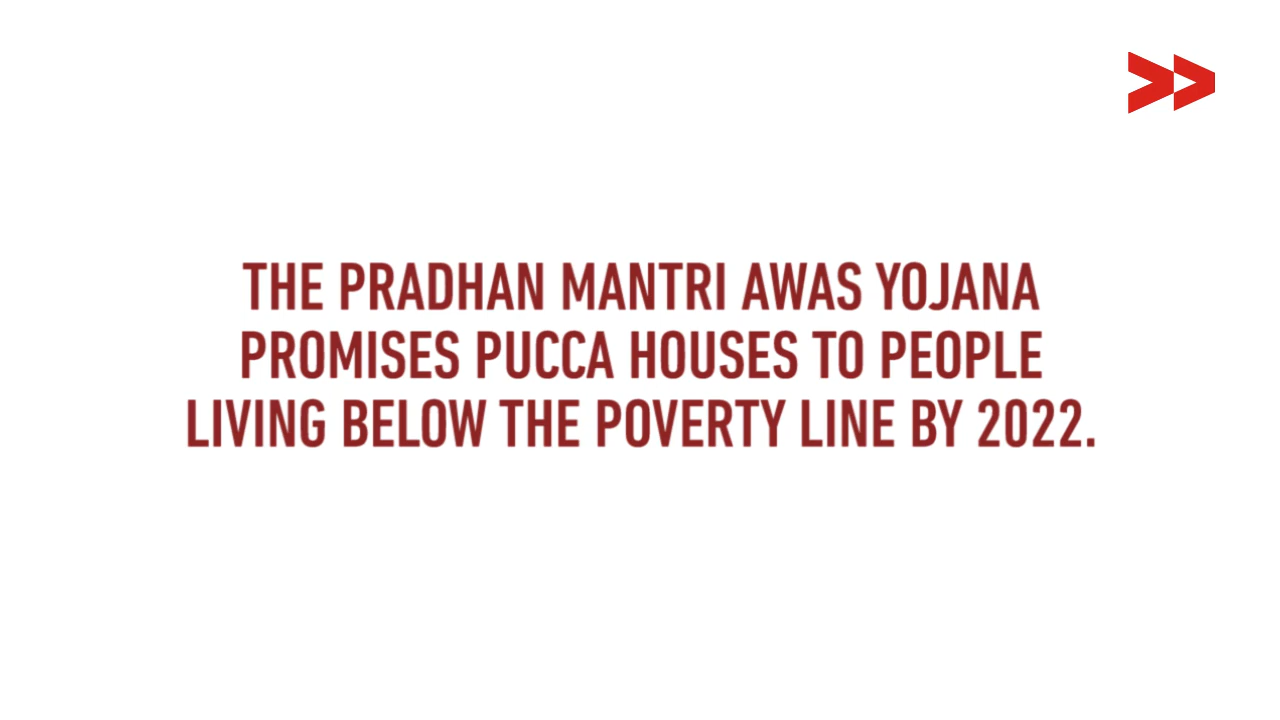 THE PRADHAN MANTRI AWAS YOJANA
PROMISES PUCCA HOUSES TO PEOPLE
LIVING BELOW THE POVERTY LINE BY 2022.